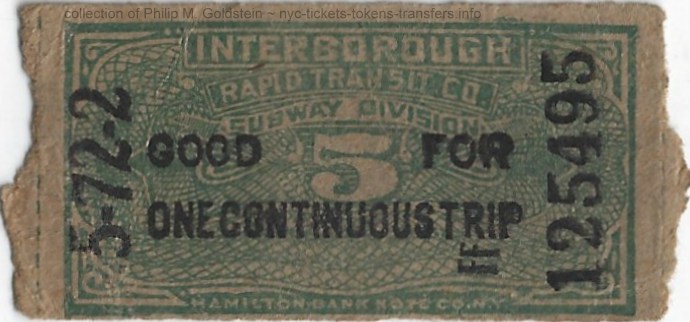 collection of Philip M. Goldstein ~ nyc-tickets-tokens-transfers.info
INTERBOROUGH
RAPID TRANSIT CO.
SUBWAY DIVISION
5
GOOD FOR
ONE CONTINUOUS TRIP
FF
HAMILTON BANK NOTE CO. N.Y.
5-72-2
125495